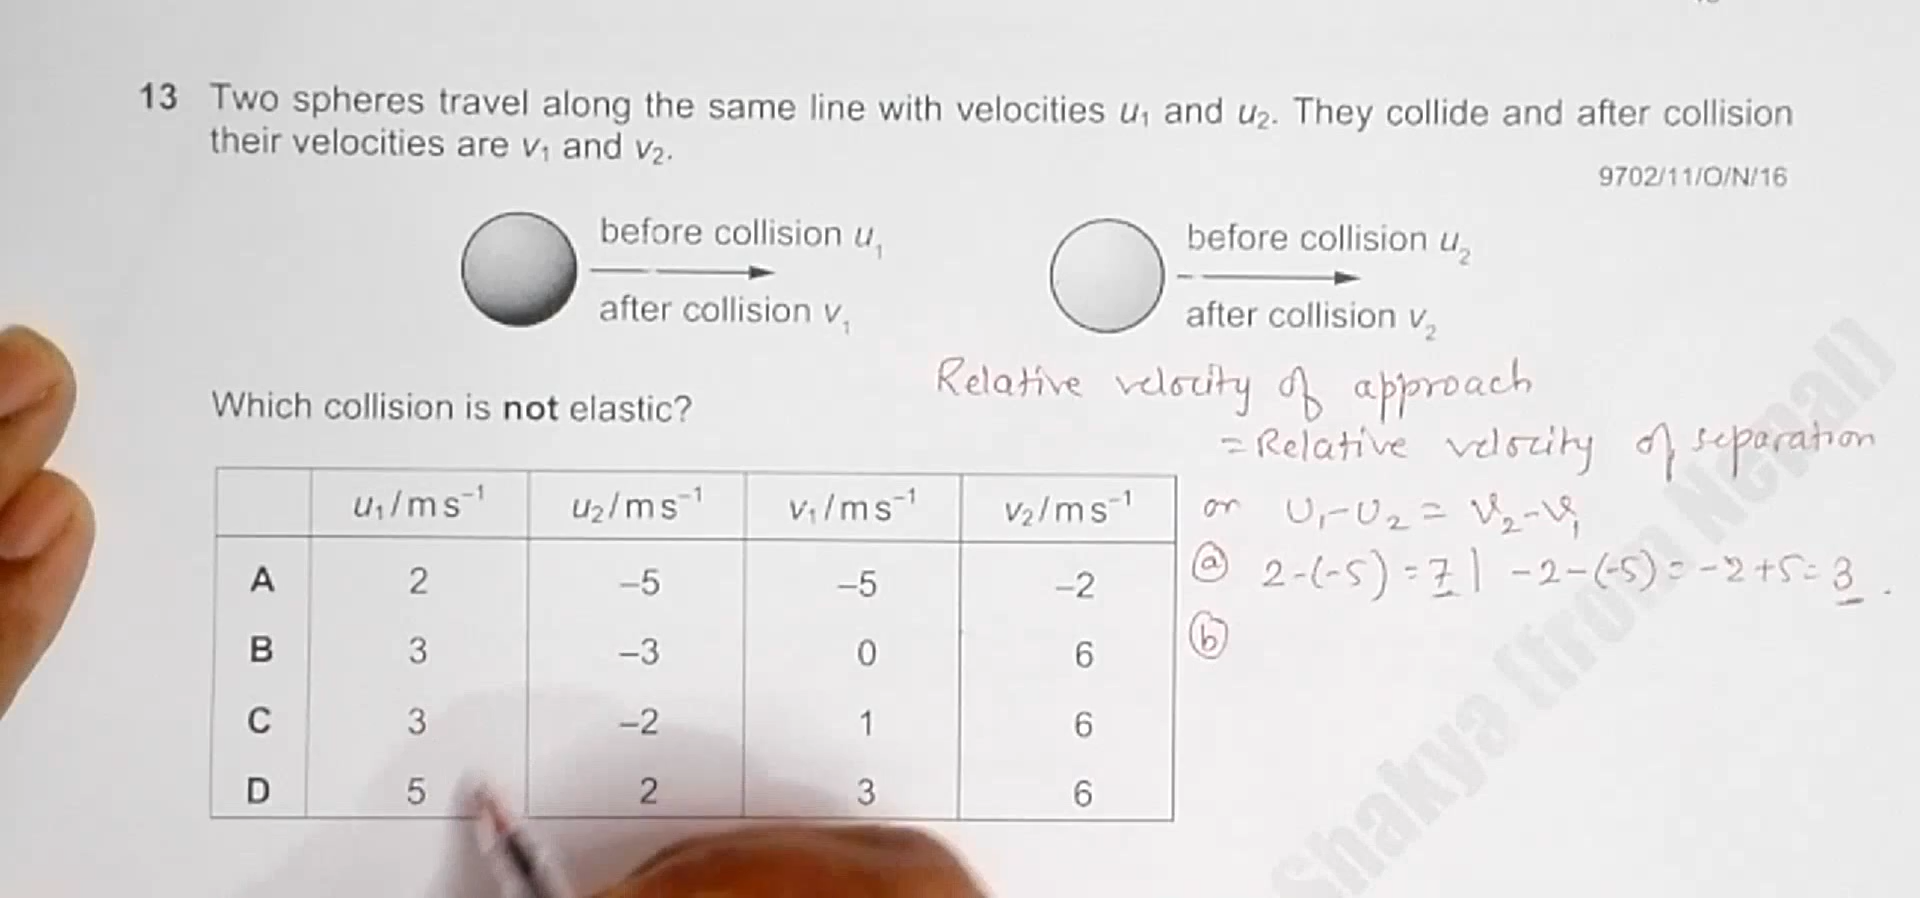 13 Two spheres travel along the same line with velocities u₁ and u₂. They collide and after collision
their velocities are v₁ and v₂.
9702/11/O/N/16
before collision u₁
after collision v₁
before collision u₂
after collision v₂
Which collision is not elastic?
Relative velocity of approach
= Relative velocity of separation
or U₁-U₂ = V₂-V₁
u₁/ms⁻¹ u₂/ms⁻¹ v₁/ms⁻¹ v₂/ms⁻¹
A 2 –5 –5 –2
B 3 –3 0 6
C 3 –2 1 6
D 5 2 3 6
ⓐ 2-(-5) = 7 | -2-(-5) = -2+5 = 3.
ⓑ
Shakya (from Nepal)